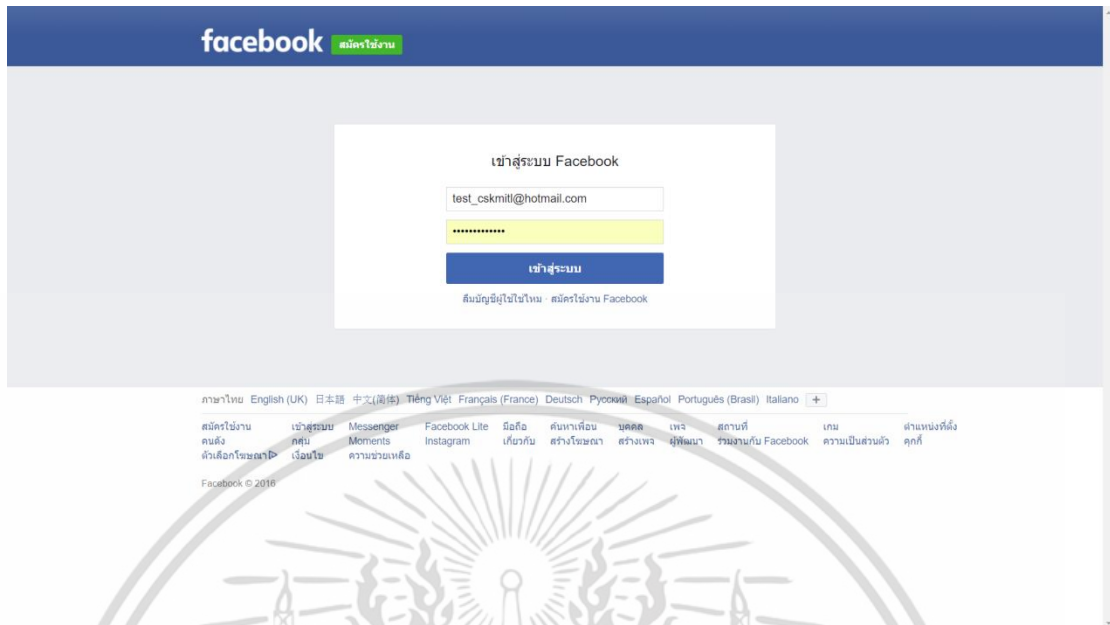 facebook สมัครใช้งาน
เข้าสู่ระบบ Facebook
test_cskmitl@hotmail.com
•••••••••••••
เข้าสู่ระบบ
ลืมบัญชีผู้ใช้ใช่ไหม · สมัครใช้งาน Facebook
ภาษาไทย English (UK) 日本語 中文(简体) Tiếng Việt Français (France) Deutsch Русский Español Português (Brasil) Italiano +
สมัครใช้งาน เข้าสู่ระบบ Messenger Facebook Lite มือถือ ค้นหาเพื่อน บุคคล เพจ สถานที่ เกม ตำแหน่งที่ตั้ง
คนดัง กลุ่ม Moments Instagram เกี่ยวกับ สร้างโฆษณา สร้างเพจ ผู้พัฒนา ร่วมงานกับ Facebook ความเป็นส่วนตัว คุกกี้
ตัวเลือกโฆษณา เงื่อนไข ความช่วยเหลือ
Facebook © 2016